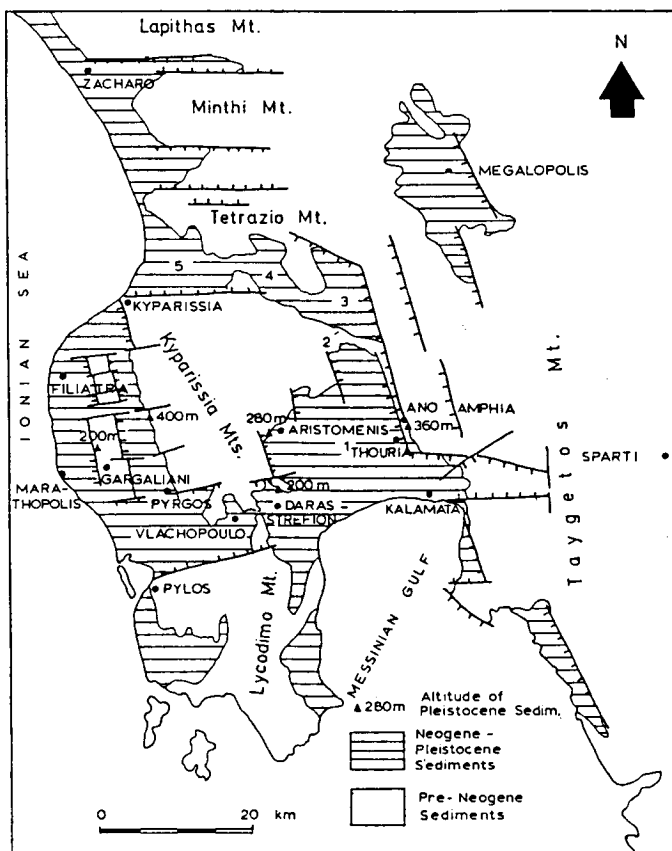 Lapithas Mt.
N
ZACHARO
Minthi Mt.
MEGALOPOLIS
Tetrazio Mt.
5
4
3
IONIAN SEA
KYPARISSIA
2
Kyparissia Mts.
Taygetos Mt.
FILIATRIA
400m
280m
ANO AMPHIA
ARISTOMENIS
360m
200m
1
THOURIA
SPARTI
GARGALIANI
MARA-
THOPOLIS
PYRGOS
200m
DARAS-
STREFION
KALAMATA
VLACHOPOULO
PYLOS
Lycodimo Mt.
MESSINIAN GULF
280m Altitude of
Pleistocene Sedim.
Neogene -
Pleistocene
Sediments
Pre-Neogene
Sediments
0 20
km